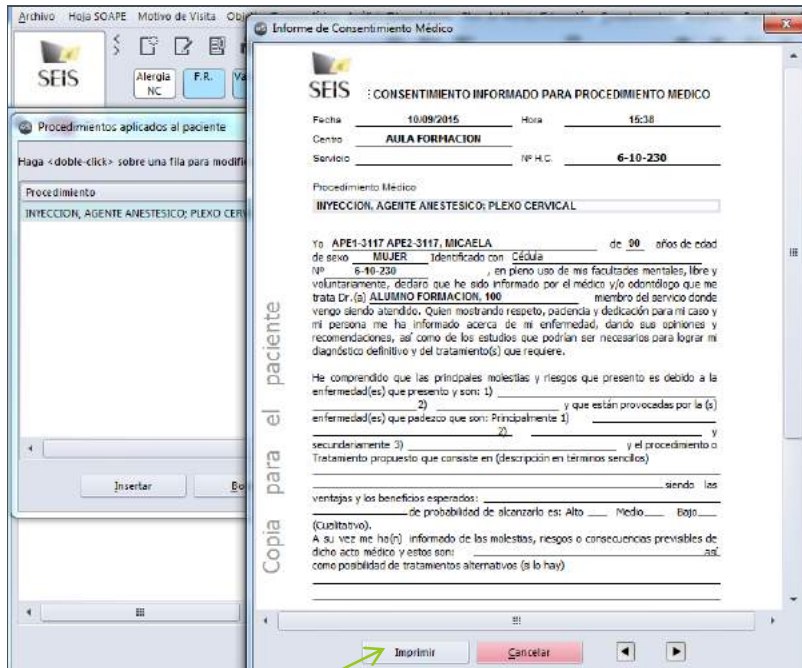 Archivo Hoja SOAPE Motivo de Visita
SEIS
Alergia
NC
F.R.
Procedimientos aplicados al paciente
Haga <doble-click> sobre una fila para modifi
Procedimiento
INYECCION, AGENTE ANESTESICO; PLEXO CERV
Insertar
Bo
Informe de Consentimiento Médico
SEIS
: CONSENTIMIENTO INFORMADO PARA PROCEDIMIENTO MEDICO
Fecha 10/09/2015 Hora 15:38
Centro AULA FORMACION
Servicio Nº H.C. 6-10-230
Procedimiento Médico
INYECCION, AGENTE ANESTESICO; PLEXO CERVICAL
Yo APE1-3117 APE2-3117, MICAELA de 90 años de edad
de sexo MUJER Identificado con Cédula
Nº 6-10-230 , en pleno uso de mis facultades mentales, libre y
voluntariamente, declaro que he sido informado por el médico y/o odontólogo que me
trata Dr.(a) ALUMNO FORMACION, 100 miembro del servicio donde
vengo siendo atendido. Quien mostrando respeto, paciencia y dedicación para mi caso y
mi persona me ha informado acerca de mi enfermedad, dando sus opiniones y
recomendaciones, así como de los estudios que podrían ser necesarios para lograr mi
diagnóstico definitivo y del tratamiento(s) que requiere.
He comprendido que las principales molestias y riesgos que presento es debido a la
enfermedad(es) que presento y son: 1)
2) y que están provocadas por la (s)
enfermedad(es) que padezco que son: Principalmente 1)
2) y
secundariamente 3) y el procedimiento o
Tratamiento propuesto que consiste en (descripción en términos sencillos)
siendo las
ventajas y los beneficios esperados:
de probabilidad de alcanzarlo es: Alto ____ Medio____ Bajo____
(Cualitativo).
A su vez me ha(n) informado de las molestias, riesgos o consecuencias previsibles de
dicho acto médico y estos son: así
como posibilidad de tratamientos alternativos (si lo hay)
Copia para el paciente
Imprimir
Cancelar